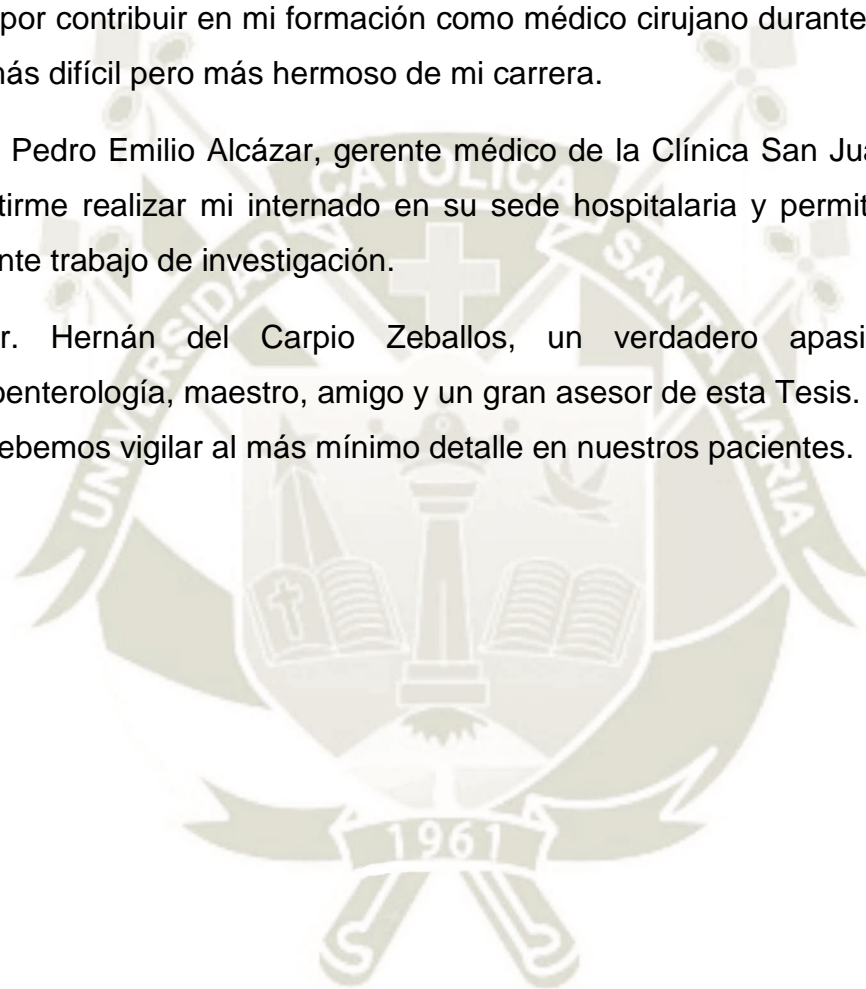 por contribuir en mi formación como médico cirujano durante
más difícil pero más hermoso de mi carrera.
Pedro Emilio Alcázar, gerente médico de la Clínica San Jua
tirme realizar mi internado en su sede hospitalaria y permit
nte trabajo de investigación.
r. Hernán del Carpio Zeballos, un verdadero apasi
enterología, maestro, amigo y un gran asesor de esta Tesis.
ebemos vigilar al más mínimo detalle en nuestros pacientes.
UNIVERSIDAD CATOLICA SANTA MARIA
1961